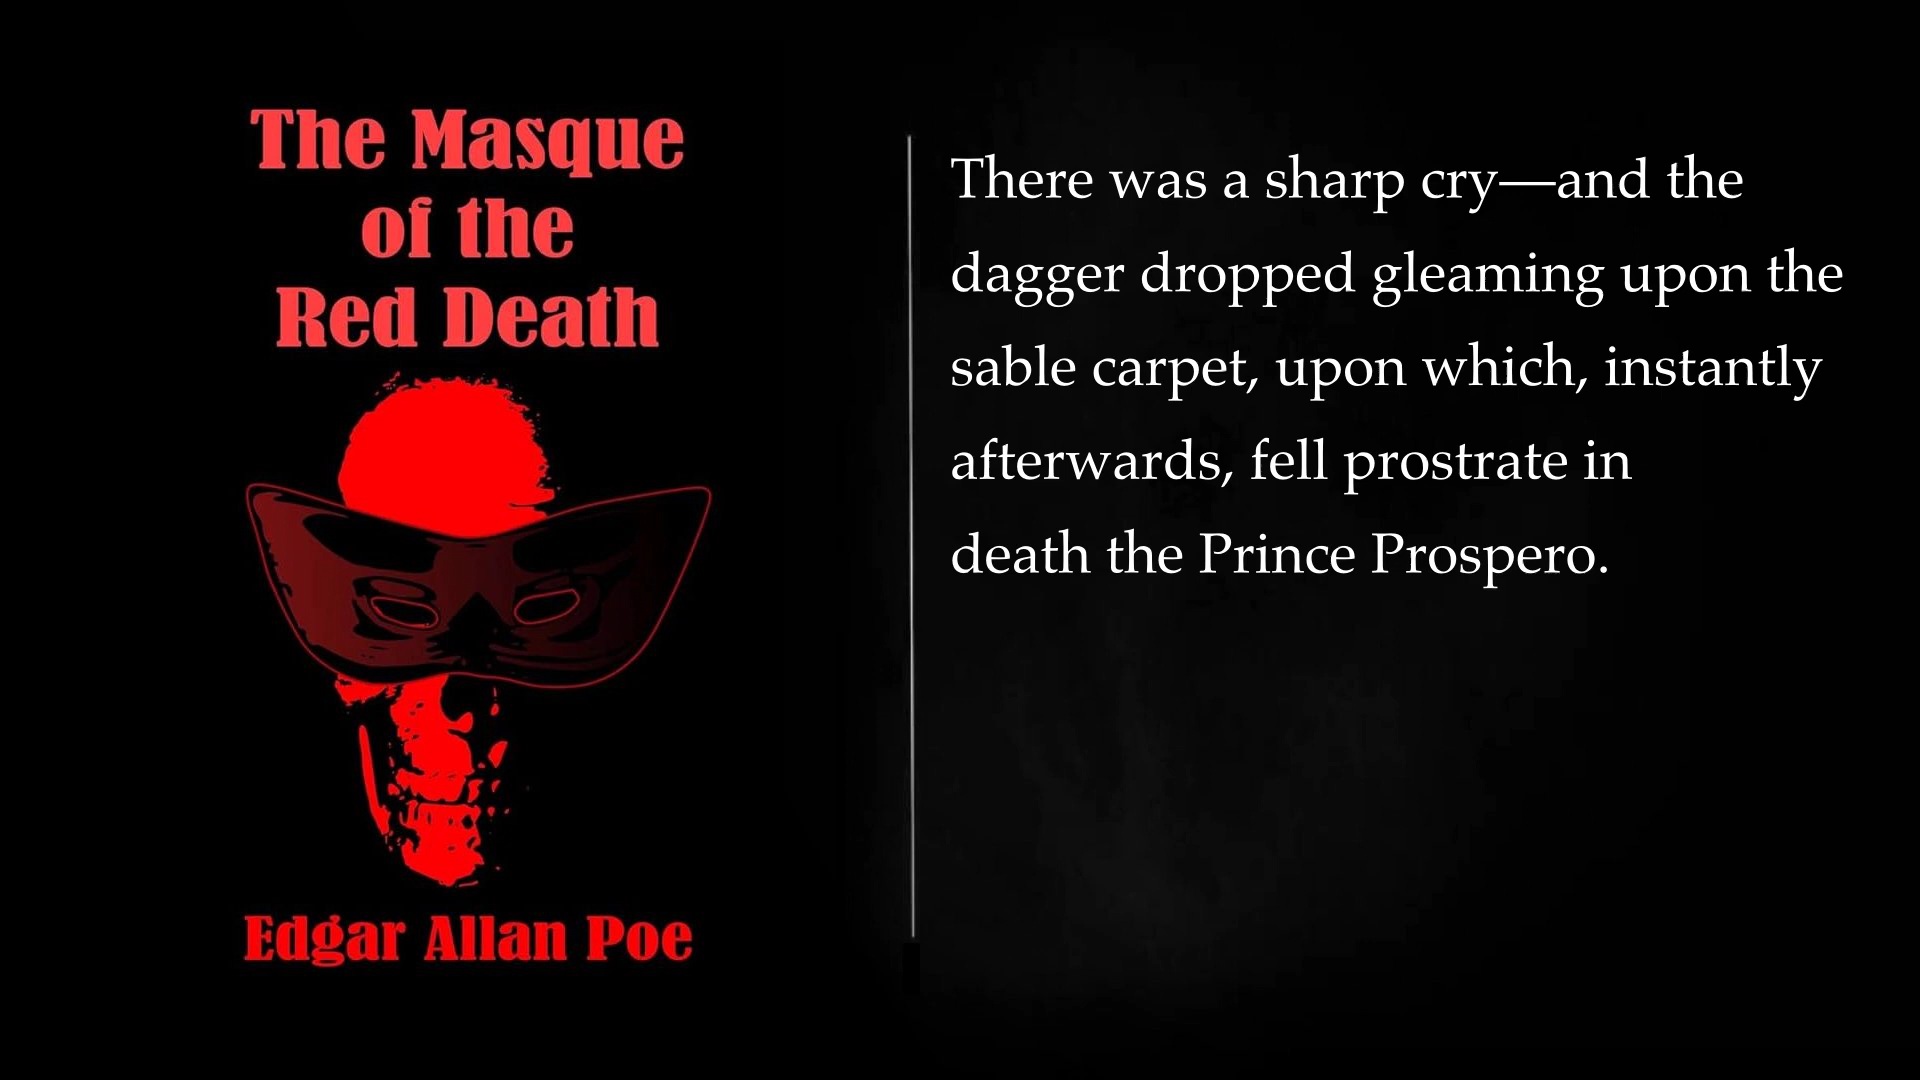 The Masque
of the
Red Death
Edgar Allan Poe
There was a sharp cry—and the
dagger dropped gleaming upon the
sable carpet, upon which, instantly
afterwards, fell prostrate in
death the Prince Prospero.